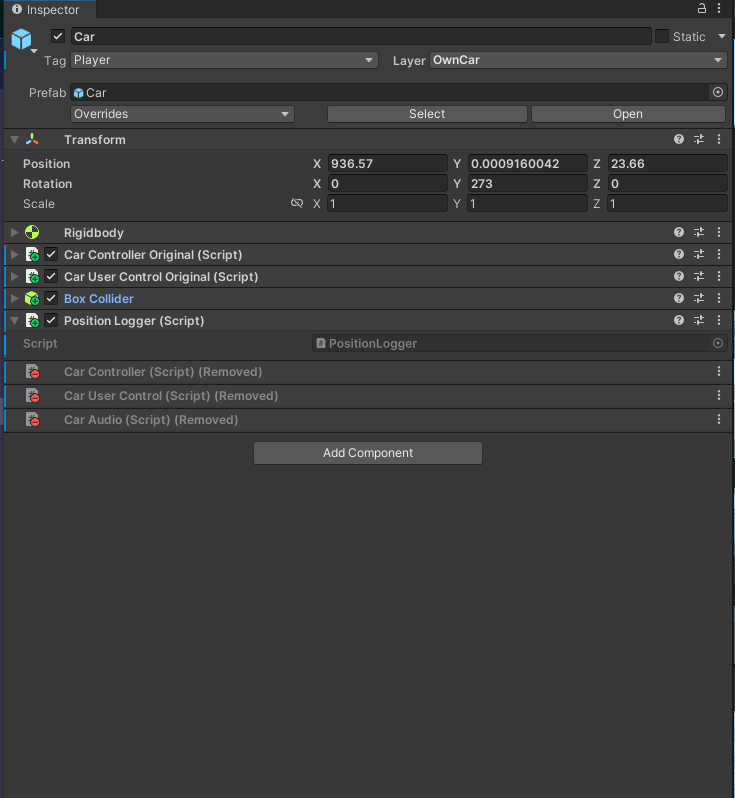 Inspector
Car
Static
Tag Player Layer OwnCar
Prefab Car
Overrides Select Open
Transform
Position X 936.57 Y 0.0009160042 Z 23.66
Rotation X 0 Y 273 Z 0
Scale X 1 Y 1 Z 1
Rigidbody
Car Controller Original (Script)
Car User Control Original (Script)
Box Collider
Position Logger (Script)
Script PositionLogger
Car Controller (Script) (Removed)
Car User Control (Script) (Removed)
Car Audio (Script) (Removed)
Add Component